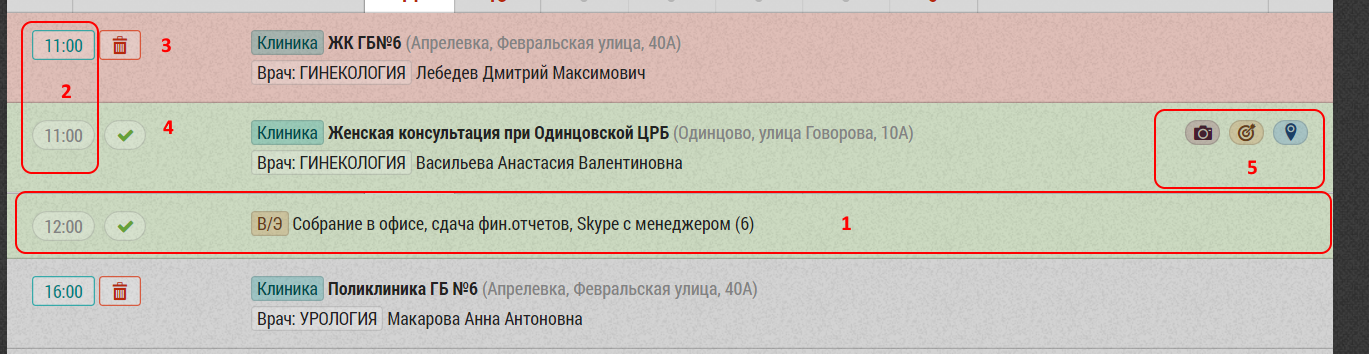 11:00 3 Клиника ЖК ГБ№6 (Апрелевка, Февральская улица, 40А)
Врач: ГИНЕКОЛОГИЯ Лебедев Дмитрий Максимович
2
11:00 4 Клиника Женская консультация при Одинцовской ЦРБ (Одинцово, улица Говорова, 10А)
Врач: ГИНЕКОЛОГИЯ Васильева Анастасия Валентиновна 5
12:00 В/Э Собрание в офисе, сдача фин.отчетов, Skype с менеджером (6) 1
16:00 Клиника Поликлиника ГБ №6 (Апрелевка, Февральская улица, 40А)
Врач: УРОЛОГИЯ Макарова Анна Антоновна